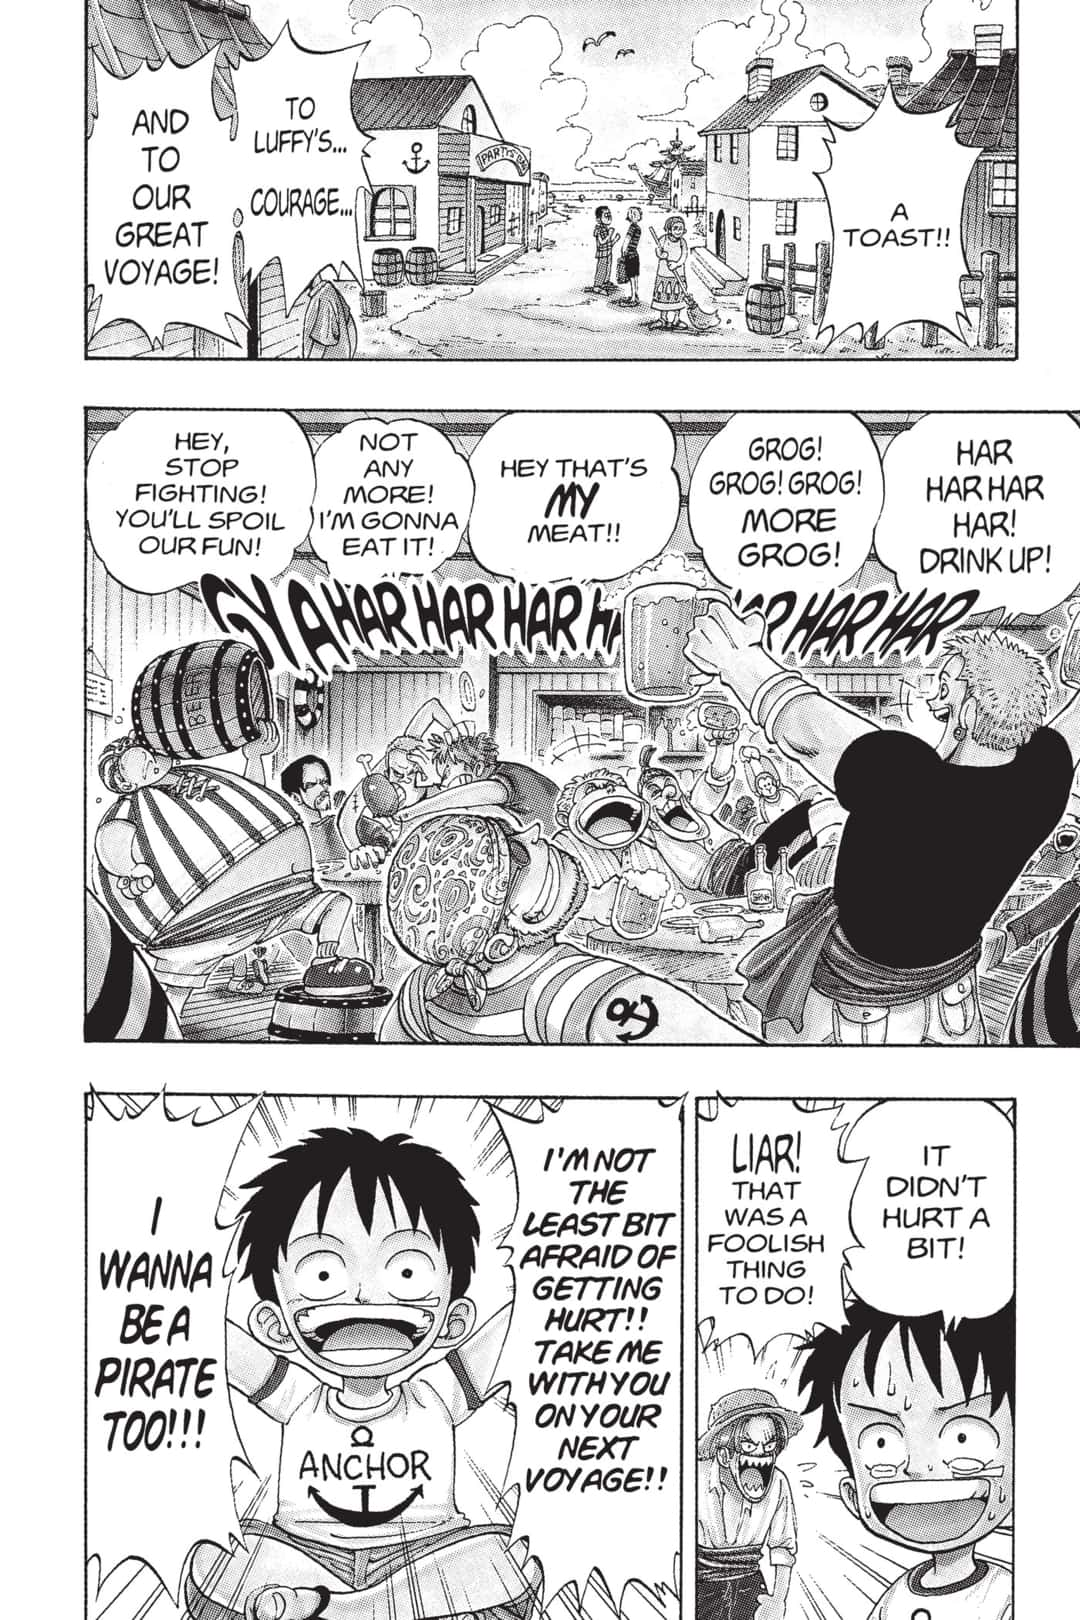 A
TOAST!!
TO
LUFFY'S...
COURAGE...
AND
TO
OUR
GREAT
VOYAGE!
PARTYS BAR
HAR
HAR HAR
HAR!
DRINK UP!
GROG!
GROG! GROG!
MORE
GROG!
HEY THAT'S
MY
MEAT!!
NOT
ANY
MORE!
I'M GONNA
EAT IT!
HEY,
STOP
FIGHTING!
YOU'LL SPOIL
OUR FUN!
GYAHAR HAR HAR HAR HAR HAR
BEER
IT
DIDN'T
HURT A
BIT!
LIAR!
THAT
WAS A
FOOLISH
THING
TO DO!
I'M NOT
THE
LEAST BIT
AFRAID OF
GETTING
HURT!!
TAKE ME
WITH YOU
ON YOUR
NEXT
VOYAGE!!
I
WANNA
BE A
PIRATE
TOO!!!
ANCHOR